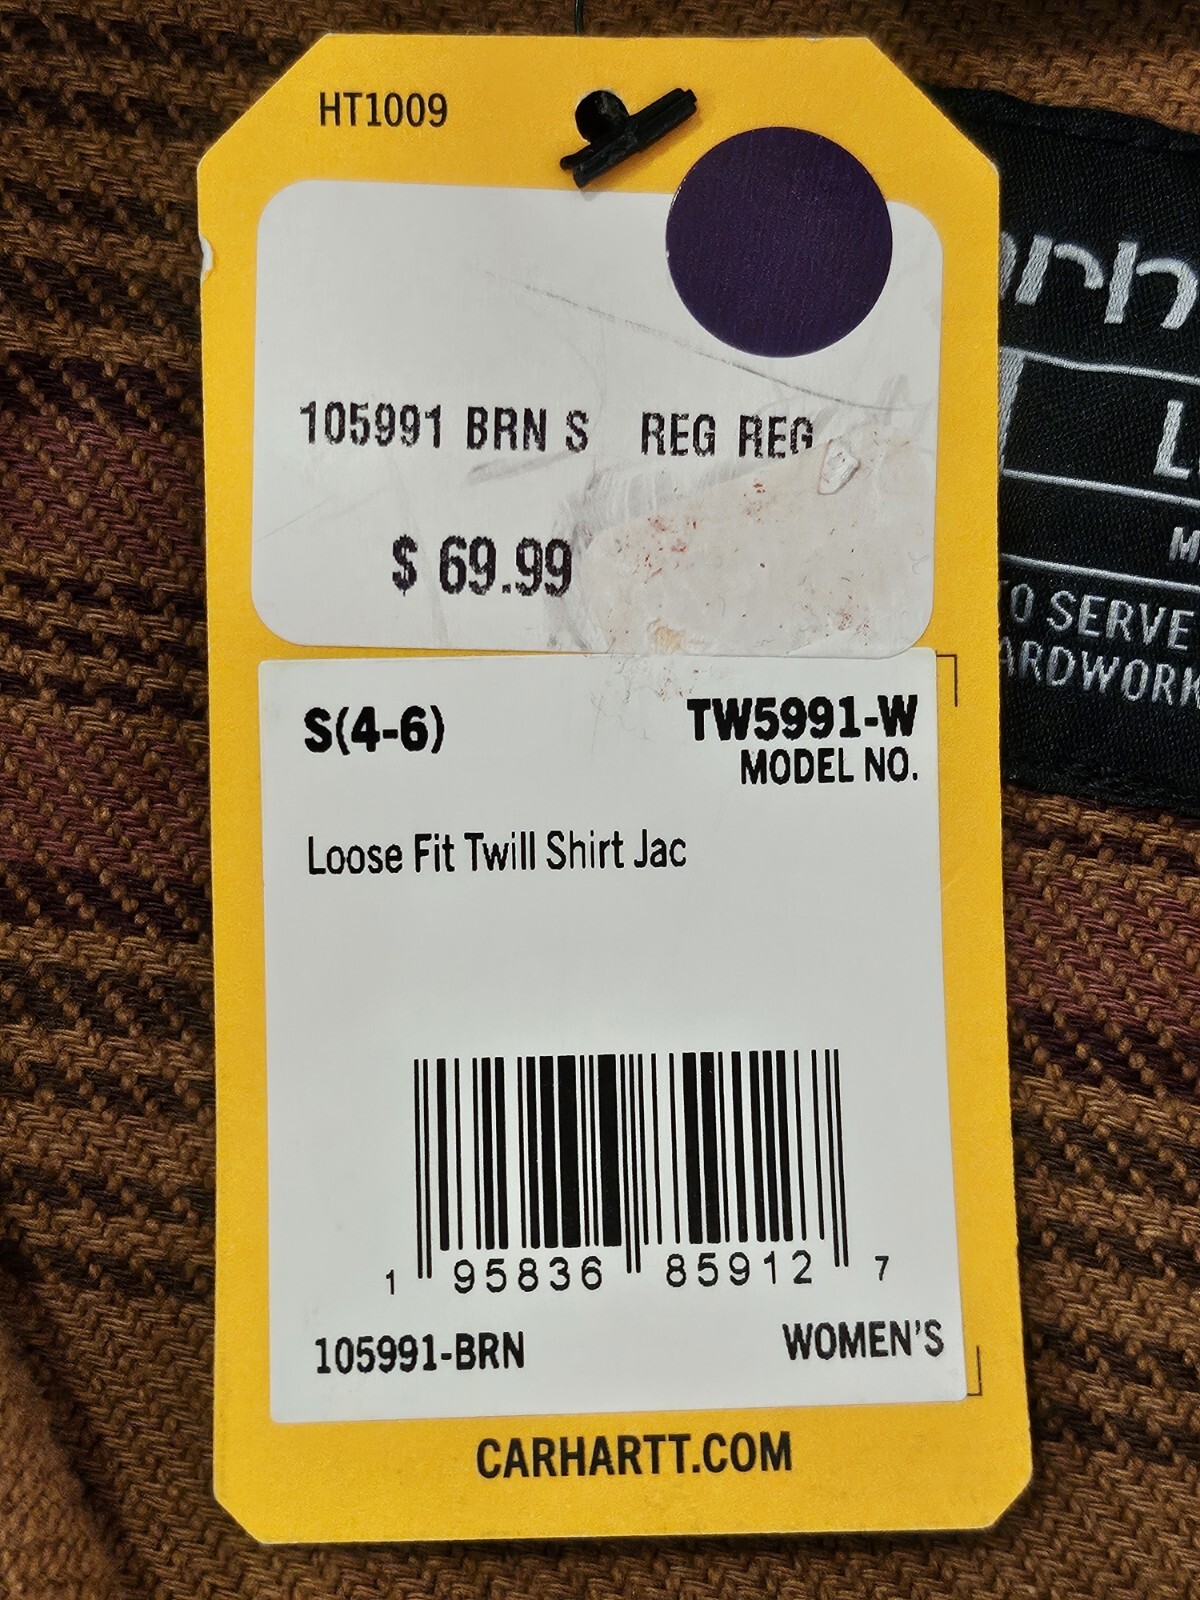 HT1009
105991 BRN S REG REG
$ 69.99
S(4-6)
TW5991-W
MODEL NO.
Loose Fit Twill Shirt Jac
1 95836 85912 7
105991-BRN
WOMEN'S
CARHARTT.COM
SERVE